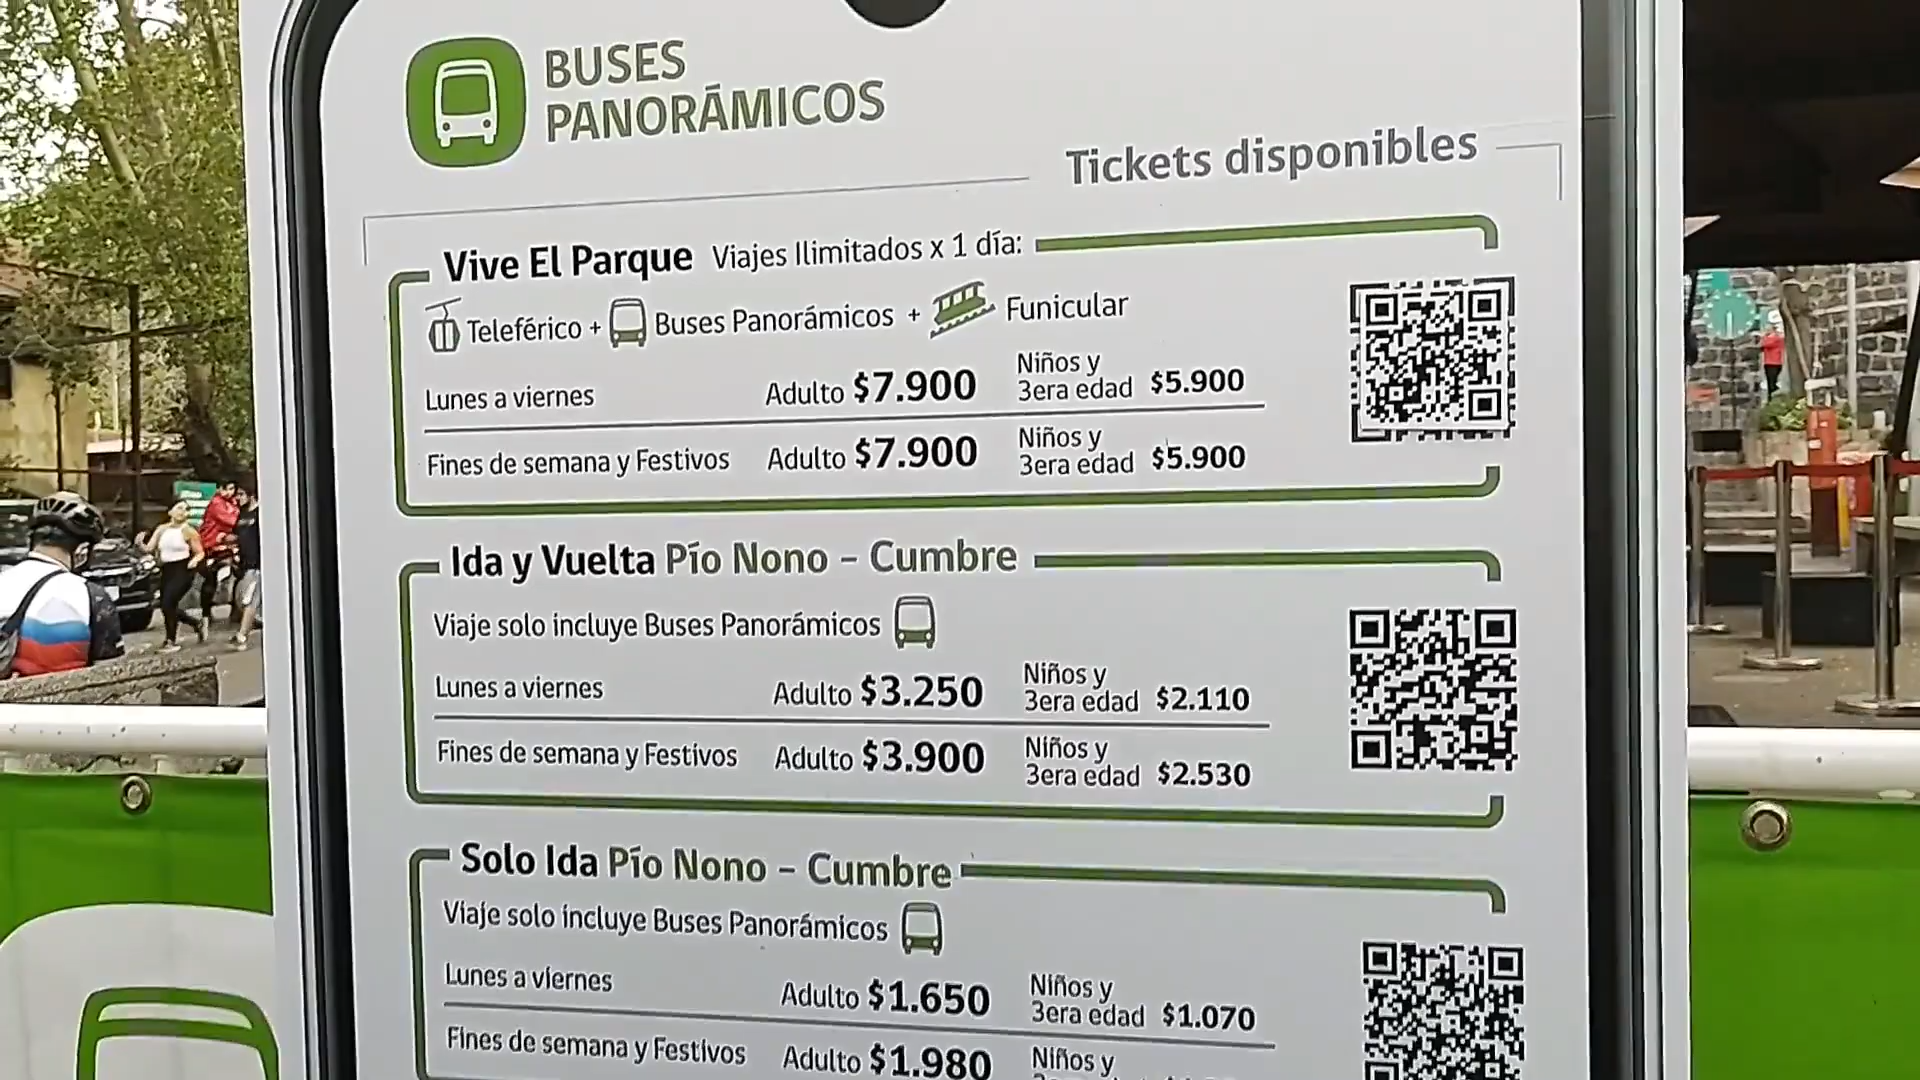 BUSES
PANORÁMICOS
Tickets disponibles
Vive El Parque Viajes Ilimitados x 1 día:
Teleférico + Buses Panorámicos + Funicular
Lunes a viernes Adulto $7.900 Niños y 3era edad $5.900
Fines de semana y Festivos Adulto $7.900 Niños y 3era edad $5.900
Ida y Vuelta Pío Nono – Cumbre
Viaje solo incluye Buses Panorámicos
Lunes a viernes Adulto $3.250 Niños y 3era edad $2.110
Fines de semana y Festivos Adulto $3.900 Niños y 3era edad $2.530
Solo Ida Pío Nono – Cumbre
Viaje solo incluye Buses Panorámicos
Lunes a viernes Adulto $1.650 Niños y 3era edad $1.070
Fines de semana y Festivos Adulto $1.980 Niños y